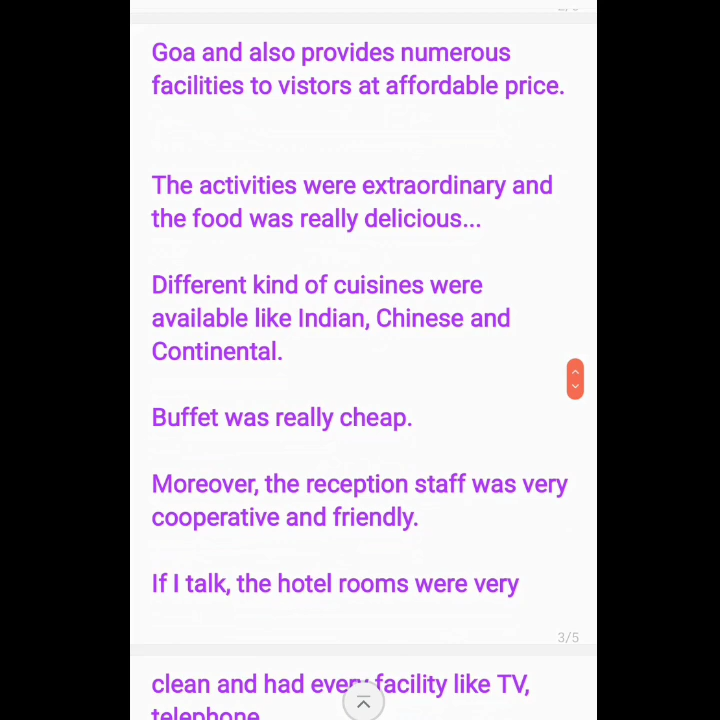 Goa and also provides numerous
facilities to vistors at affordable price.
The activities were extraordinary and
the food was really delicious...
Different kind of cuisines were
available like Indian, Chinese and
Continental.
Buffet was really cheap.
Moreover, the reception staff was very
cooperative and friendly.
If I talk, the hotel rooms were very
3/5
clean and had every facility like TV,
telephone